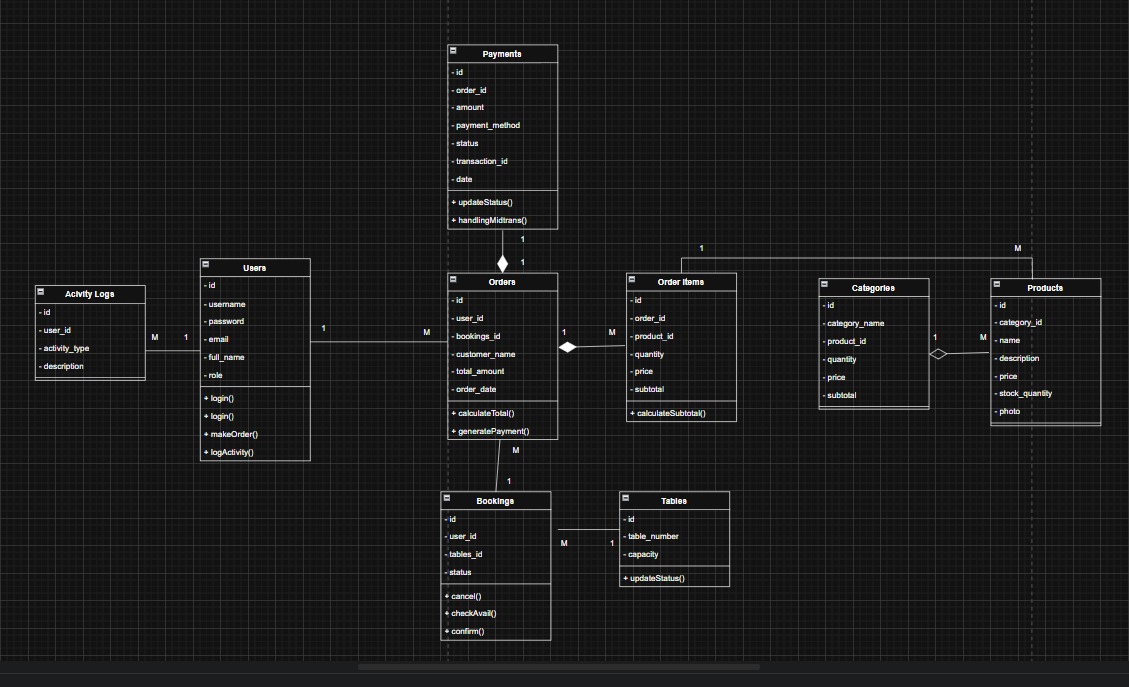 Payments
- id
- order_id
- amount
- payment_method
- status
- transaction_id
- date
+ updateStatus()
+ handlingMidtrans()
1
1
Acivity Logs
- id
- user_id
- activity_type
- description
M
1
Users
- id
- username
- password
- email
- full_name
- role
+ login()
+ login()
+ makeOrder()
+ logActivity()
1
M
Orders
- id
- user_id
- bookings_id
- customer_name
- total_amount
- order_date
+ calculateTotal()
+ generatePayment()
1
M
Order Items
- id
- order_id
- product_id
- quantity
- price
- subtotal
+ calculateSubtotal()
1
M
Categories
- id
- category_name
- product_id
- quantity
- price
- subtotal
1
M
Products
- id
- category_id
- name
- description
- price
- stock_quantity
- photo
M
1
Bookings
- id
- user_id
- tables_id
- status
+ cancel()
+ checkAvail()
+ confirm()
M
1
Tables
- id
- table_number
- capacity
+ updateStatus()